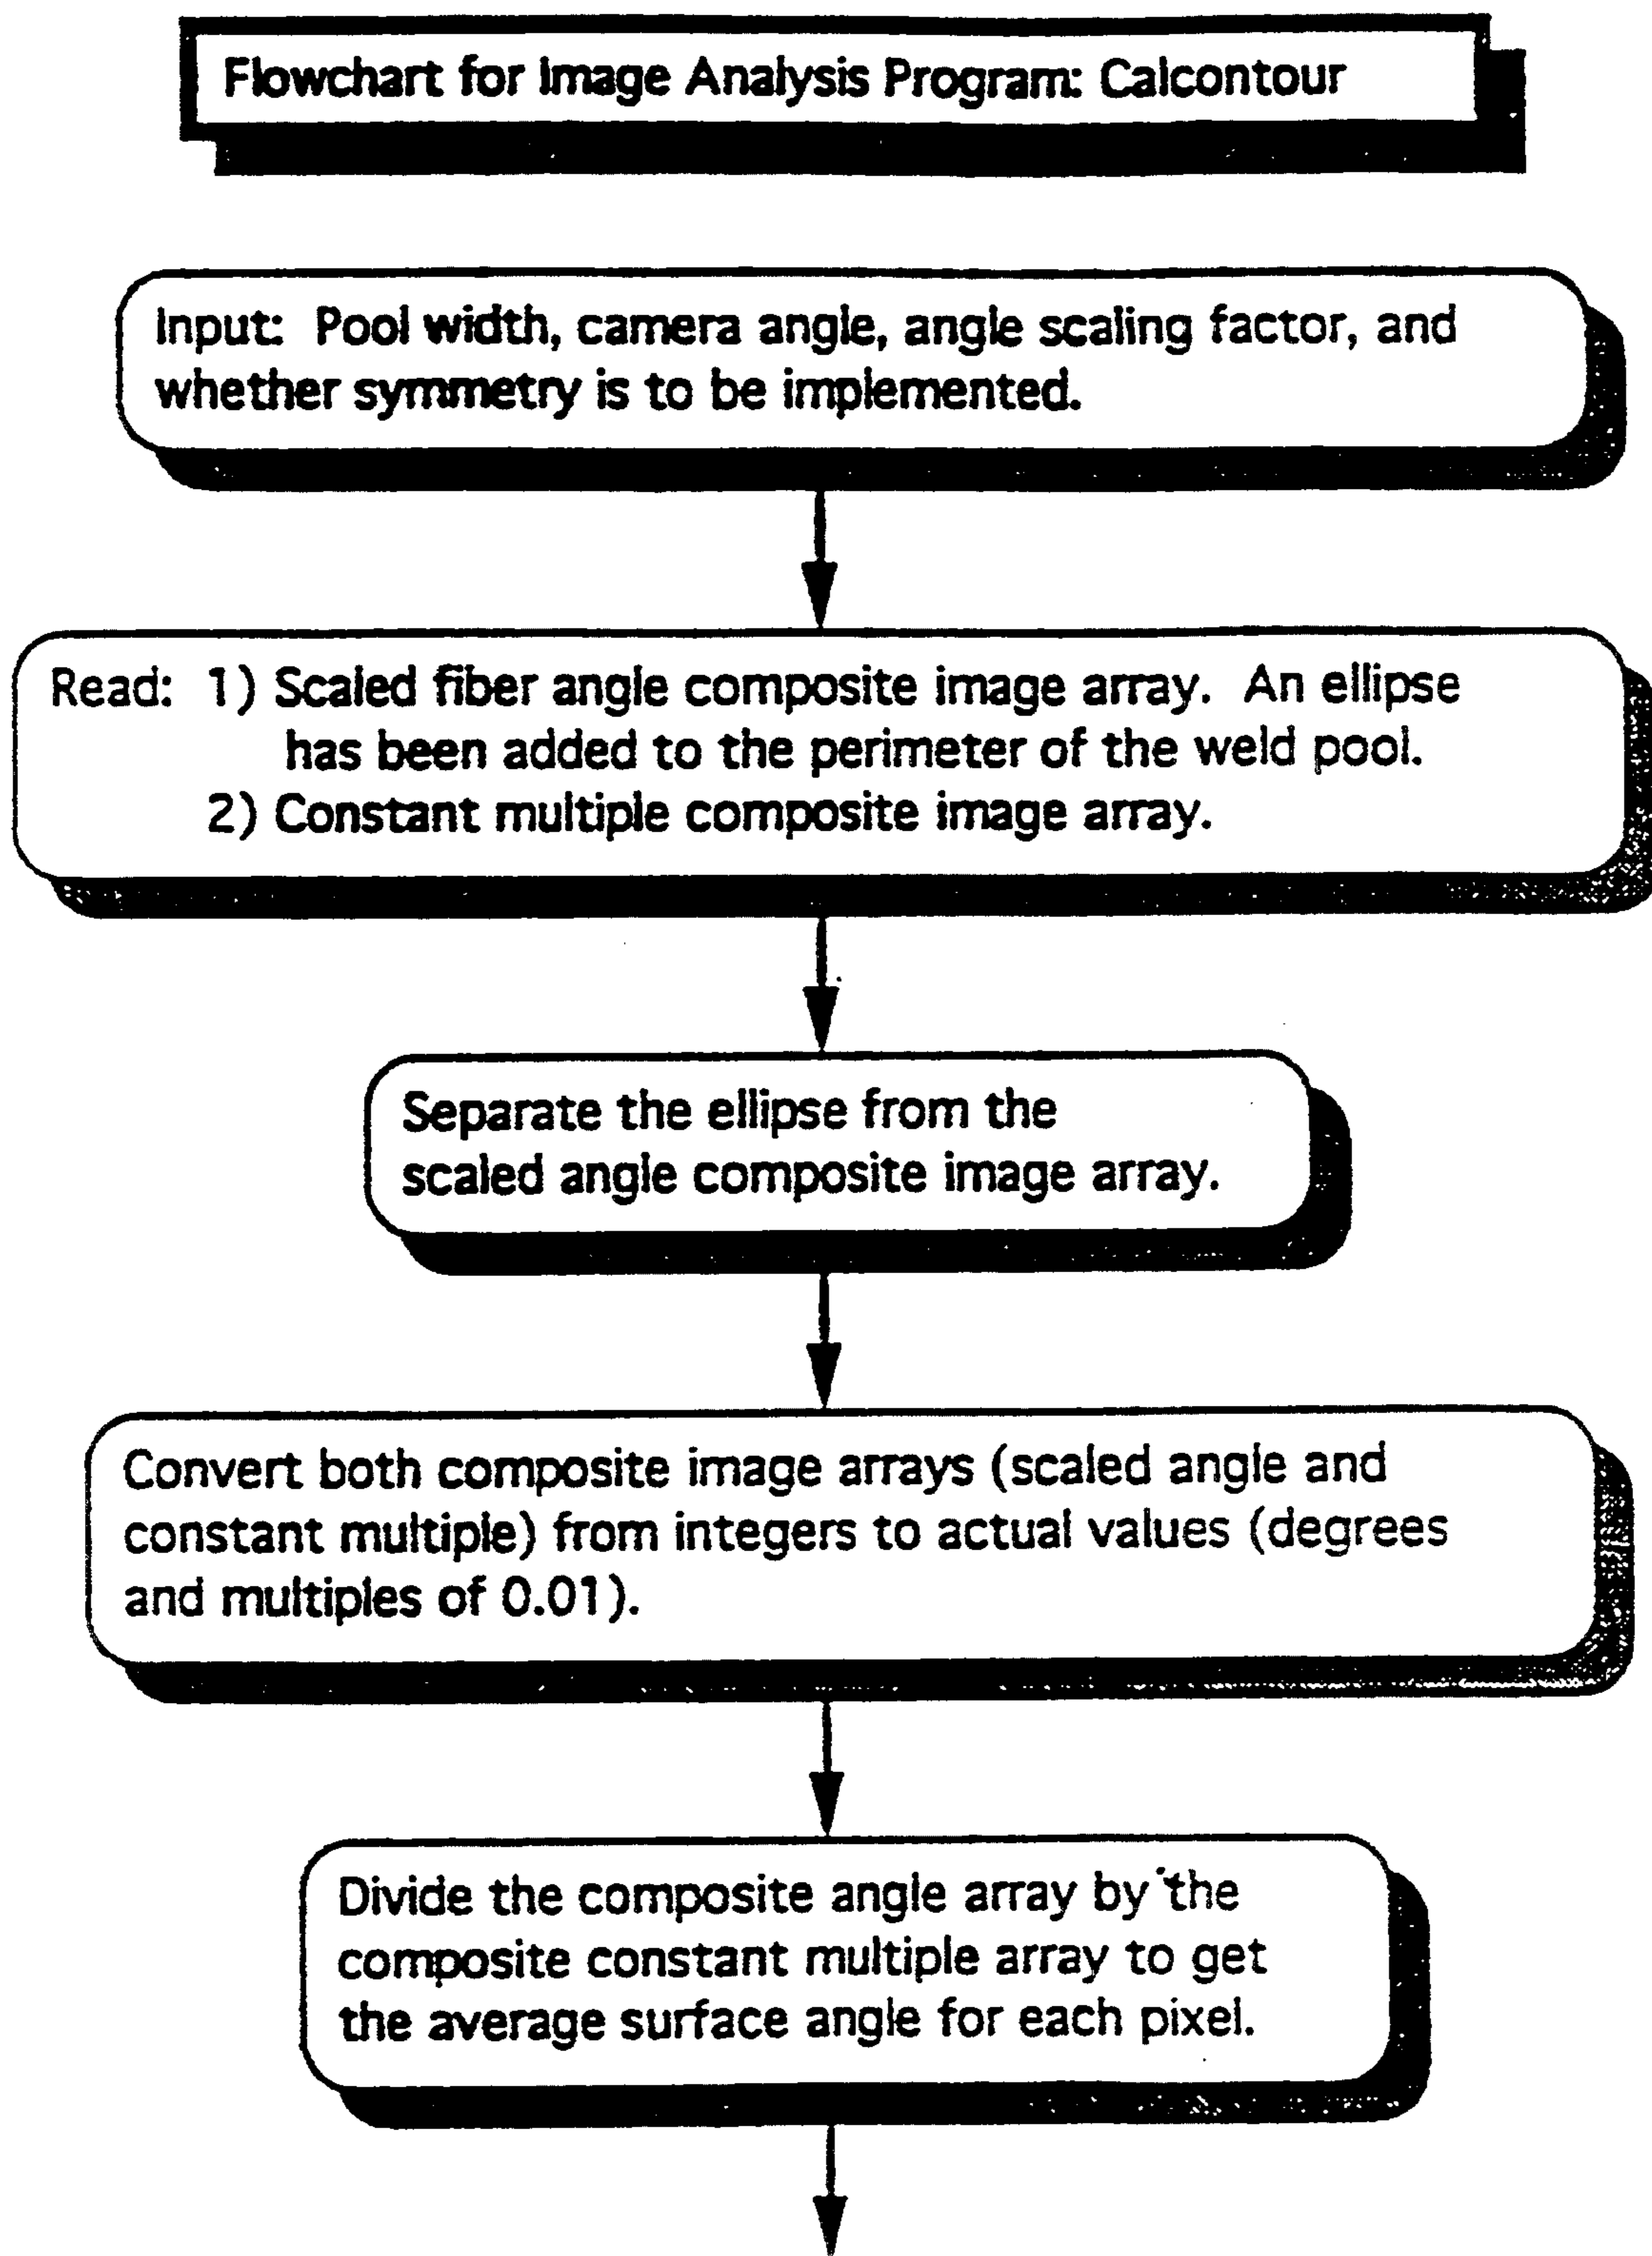 Flowchart for Image Analysis Program: Calcontour
Input: Pool width, camera angle, angle scaling factor, and
whether symmetry is to be implemented.
Read: 1) Scaled fiber angle composite image array. An ellipse
has been added to the perimeter of the weld pool.
2) Constant multiple composite image array.
Separate the ellipse from the
scaled angle composite image array.
Convert both composite image arrays (scaled angle and
constant multiple) from integers to actual values (degrees
and multiples of 0.01).
Divide the composite angle array by the
composite constant multiple array to get
the average surface angle for each pixel.